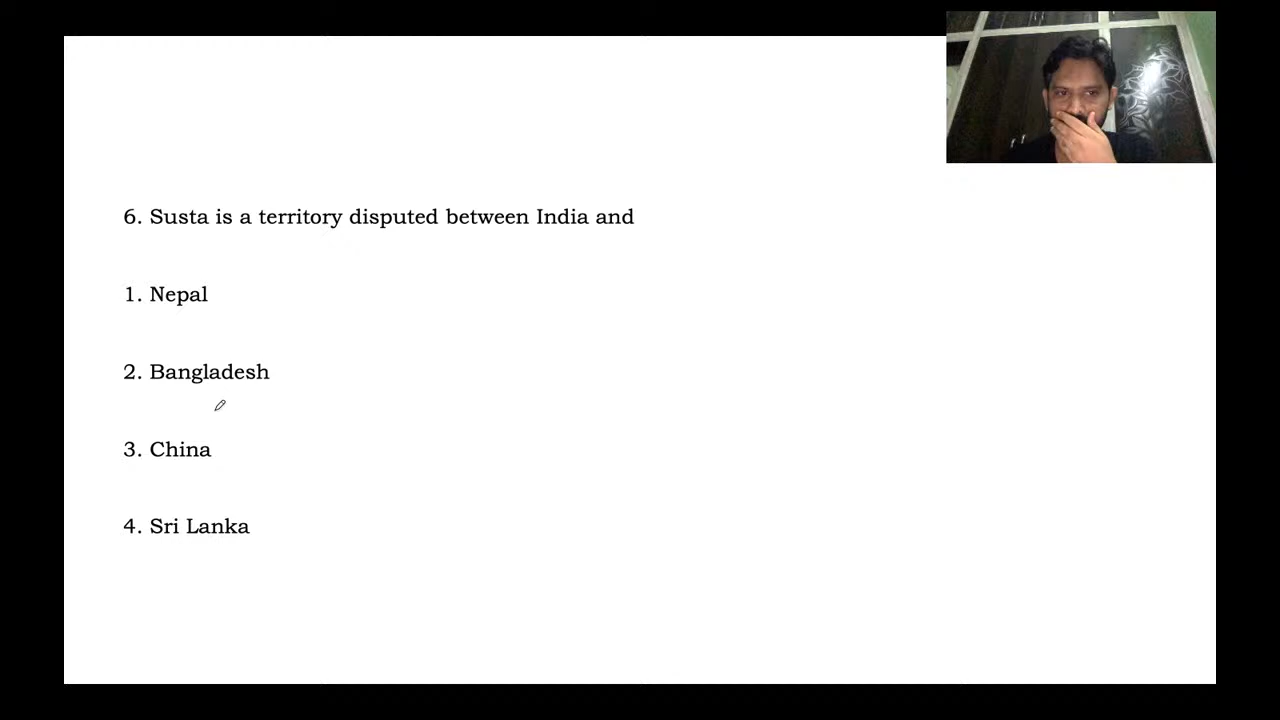 6. Susta is a territory disputed between India and
1. Nepal
2. Bangladesh
3. China
4. Sri Lanka